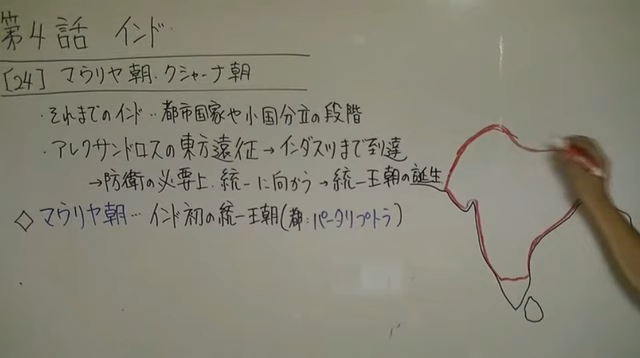 第4話 インド
[24] マウリヤ朝・クシャーナ朝
・それまでのインド‥都市国家や小国分立の段階
・アレクサンドロスの東方遠征→インダス川まで到達
→防衛の必要上、統一に向かう→統一王朝の誕生
◇マウリヤ朝…インド初の統一王朝(都:パータリプトラ)